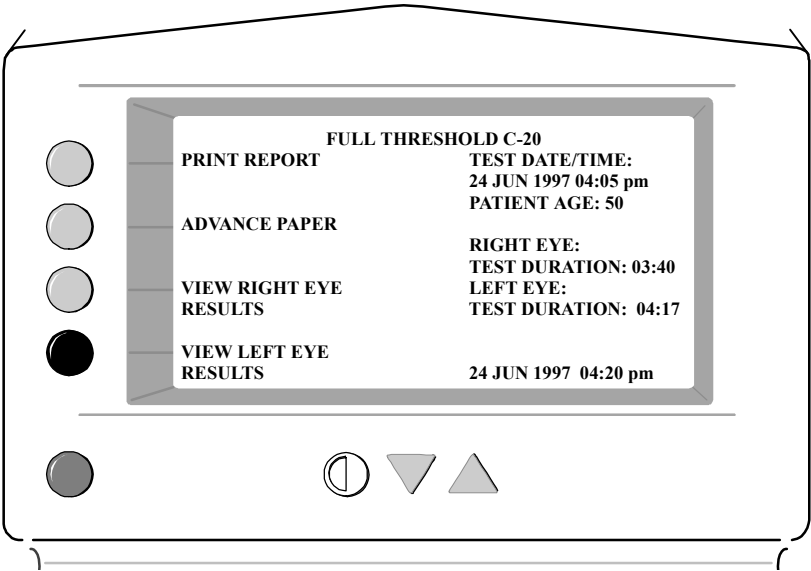 FULL THRESHOLD C-20
PRINT REPORT
ADVANCE PAPER
VIEW RIGHT EYE
RESULTS
VIEW LEFT EYE
RESULTS
TEST DATE/TIME:
24 JUN 1997 04:05 pm
PATIENT AGE: 50
RIGHT EYE:
TEST DURATION: 03:40
LEFT EYE:
TEST DURATION: 04:17
24 JUN 1997 04:20 pm